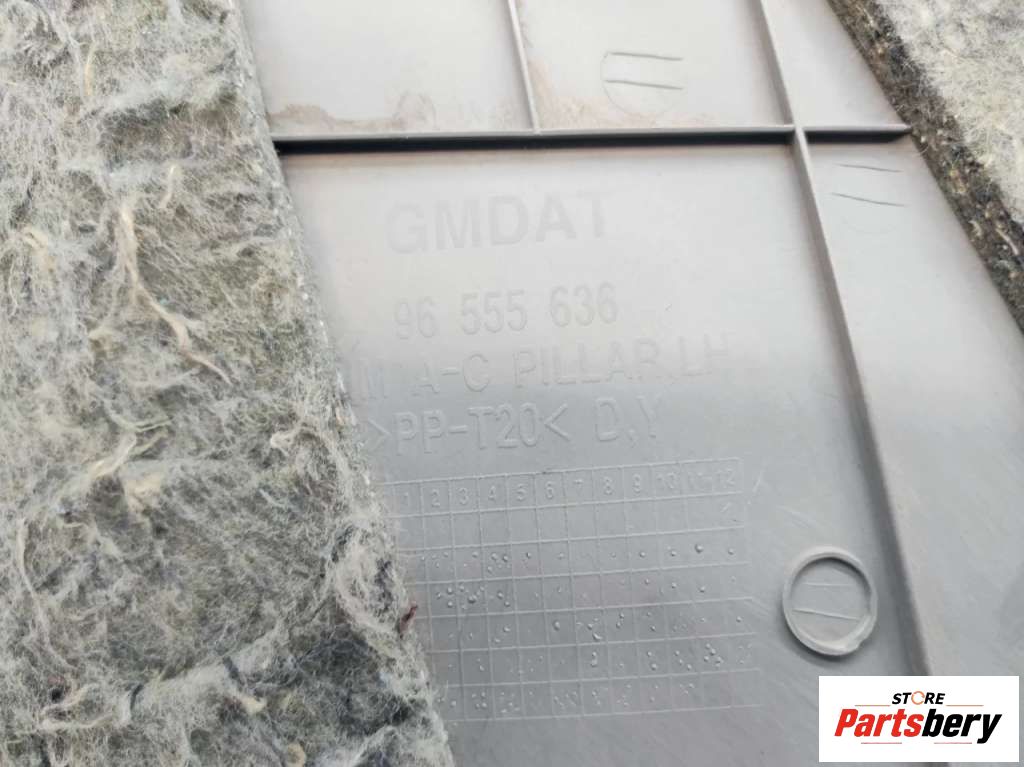 GMDAT
96 555 636
M A-C PILLAR,LH
>PP-T20< D,Y
1 2 3 4 5 6 7 8 9 10 11 12
STORE
Partsbery